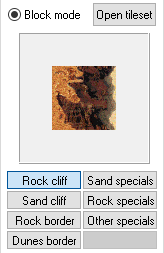 Block mode Open tileset
Rock cliff Sand specials
Sand cliff Rock specials
Rock border Other specials
Dunes border